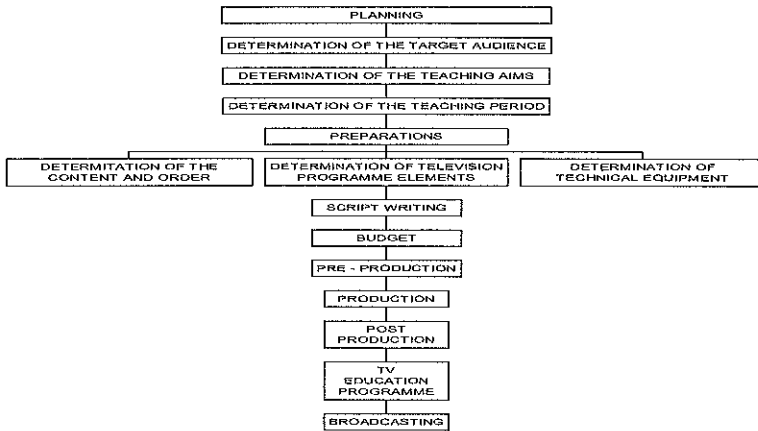 PLANNING
DETERMINATION OF THE TARGET AUDIENCE
DETERMINATION OF THE TEACHING AIMS
DETERMINATION OF THE TEACHING PERIOD
PREPARATIONS
DETERMITATION OF THE
CONTENT AND ORDER
DETERMINATION OF TELEVISION
PROGRAMME ELEMENTS
DETERMINATION OF
TECHNICAL EQUIPMENT
SCRIPT WRITING
BUDGET
PRE - PRODUCTION
PRODUCTION
POST
PRODUCTION
TV
EDUCATION
PROGRAMME
BROADCASTING